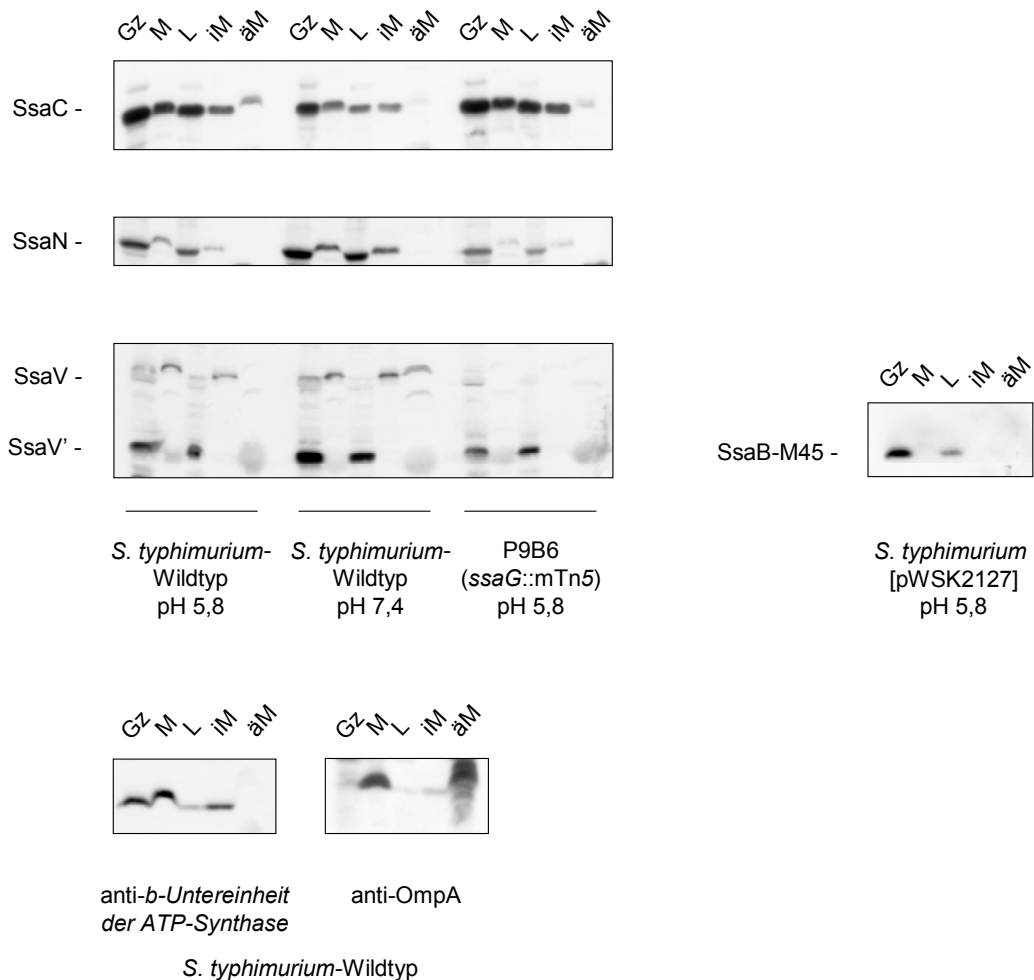 Gz M L iM äM Gz M L iM äM Gz M L iM äM
SsaC -
SsaN -
SsaV -
SsaV' -
S. typhimurium-
Wildtyp
pH 5,8
S. typhimurium-
Wildtyp
pH 7,4
P9B6
(ssaG::mTn5)
pH 5,8
Gz M L iM äM
SsaB-M45 -
S. typhimurium
[pWSK2127]
pH 5,8
Gz M L iM äM
Gz M L iM äM
anti-b-Untereinheit
der ATP-Synthase
anti-OmpA
S. typhimurium-Wildtyp